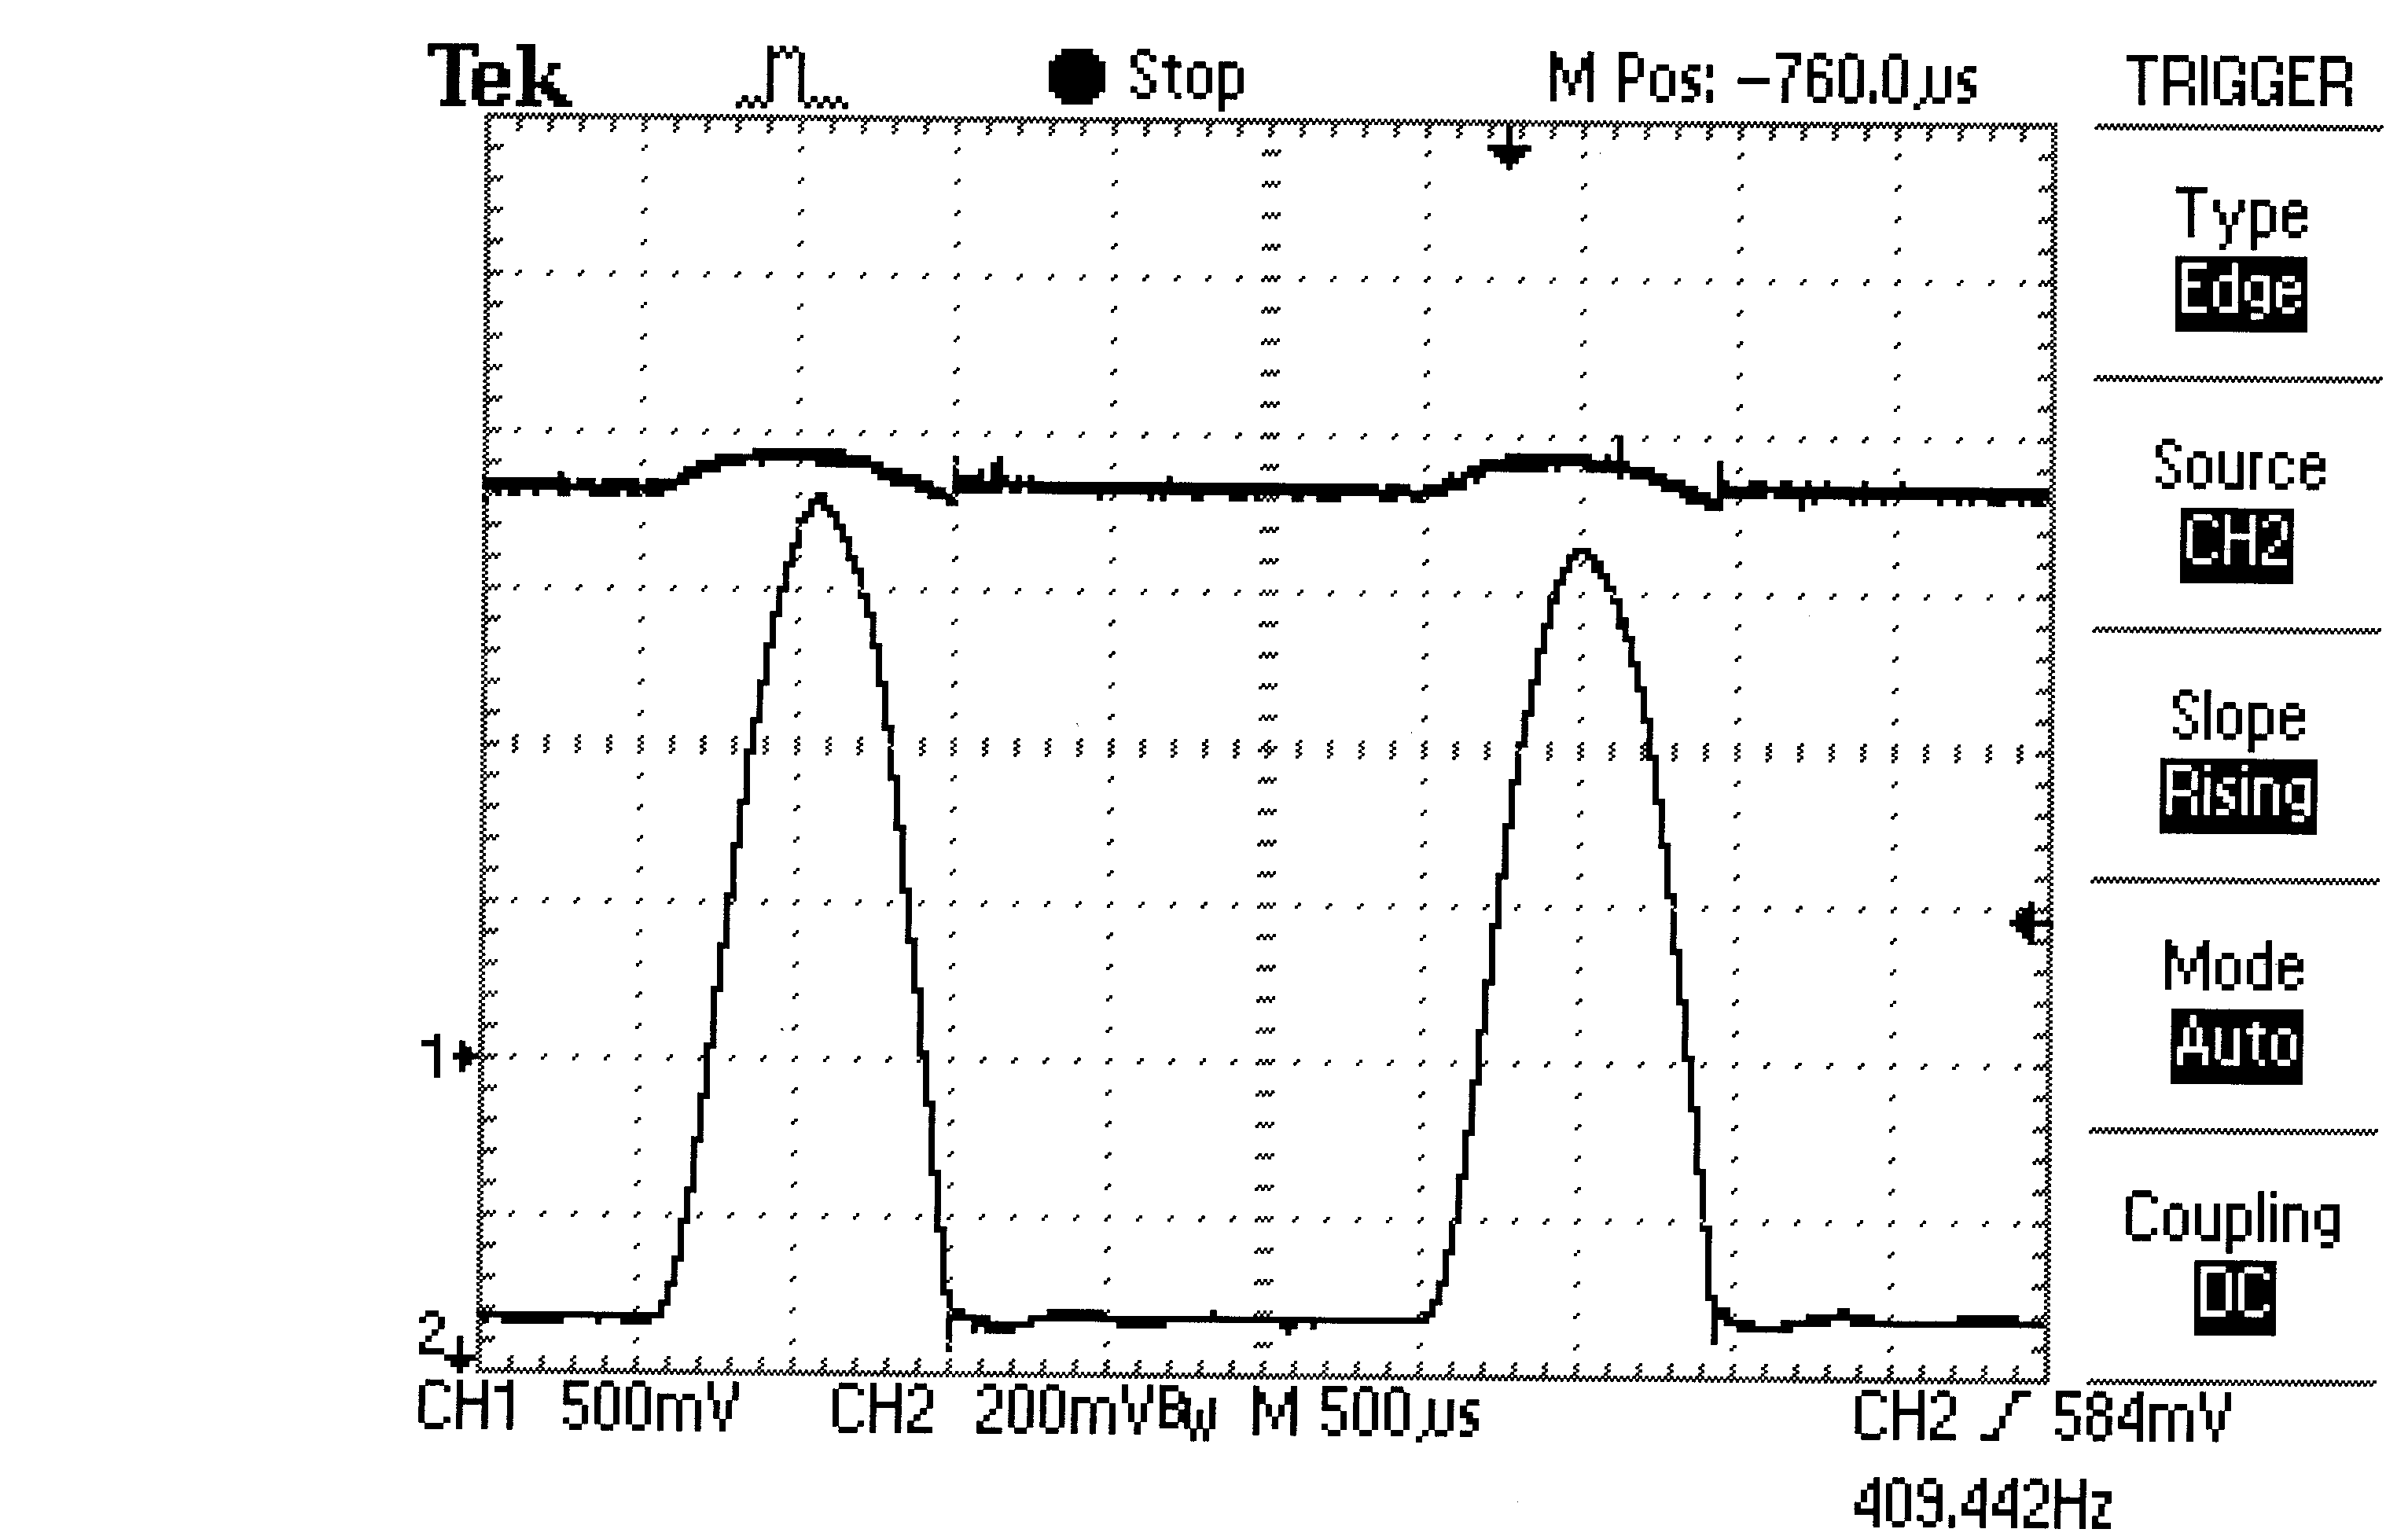 Tek Stop M Pos: -760.0µs TRIGGER
Type
Edge
Source
CH2
Slope
Rising
Mode
Auto
Coupling
DC
1
2
CH1 500mV CH2 200mVBW M 500µs CH2 584mV
409.442Hz